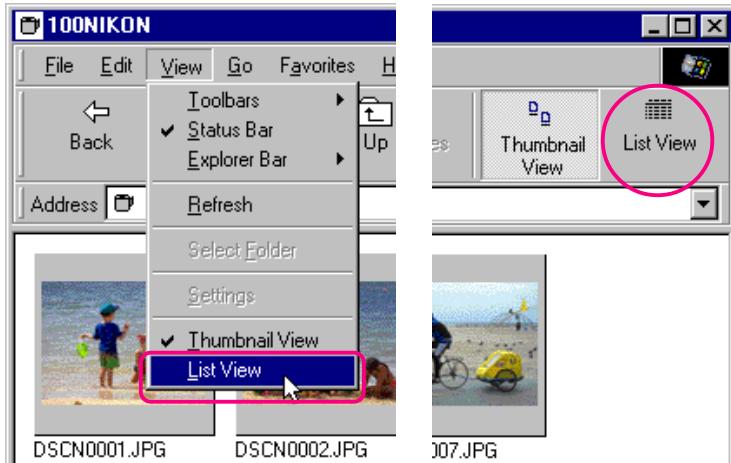 100NIKON
File Edit View Go Favorites H
Back
Up
Thumbnail
View
List View
Address
Toolbars
Status Bar
Explorer Bar
Refresh
Select Folder
Settings
Thumbnail View
List View
DSCN0001.JPG DSCN0002.JPG 007.JPG